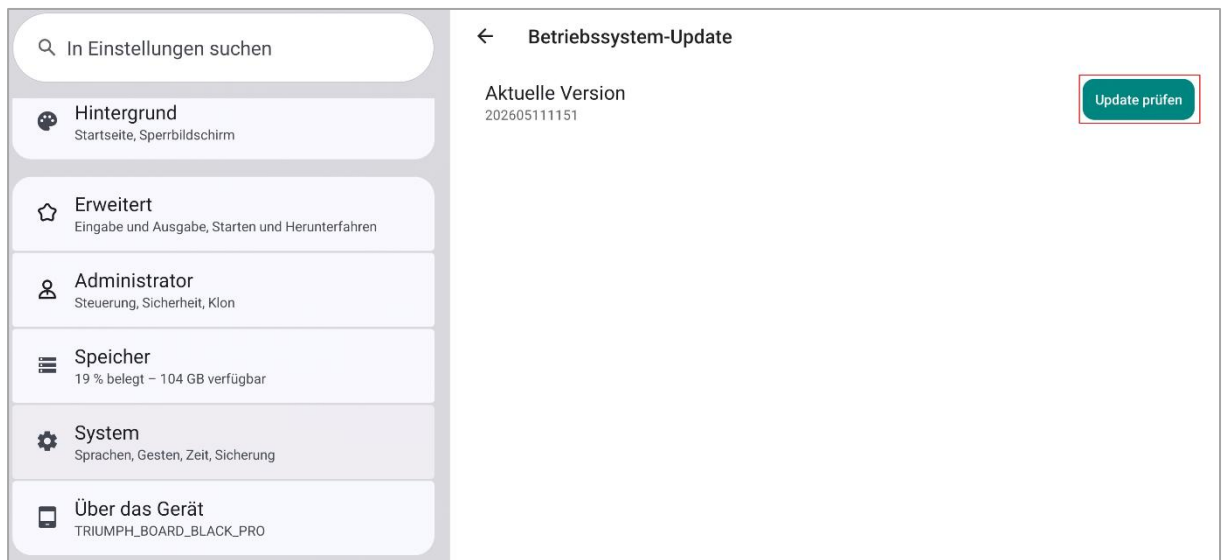 In Einstellungen suchen
Hintergrund
Startseite, Sperrbildschirm
Erweitert
Eingabe und Ausgabe, Starten und Herunterfahren
Administrator
Steuerung, Sicherheit, Klon
Speicher
19 % belegt – 104 GB verfügbar
System
Sprachen, Gesten, Zeit, Sicherung
Über das Gerät
TRIUMPH_BOARD_BLACK_PRO
Betriebssystem-Update
Aktuelle Version
202605111151
Update prüfen